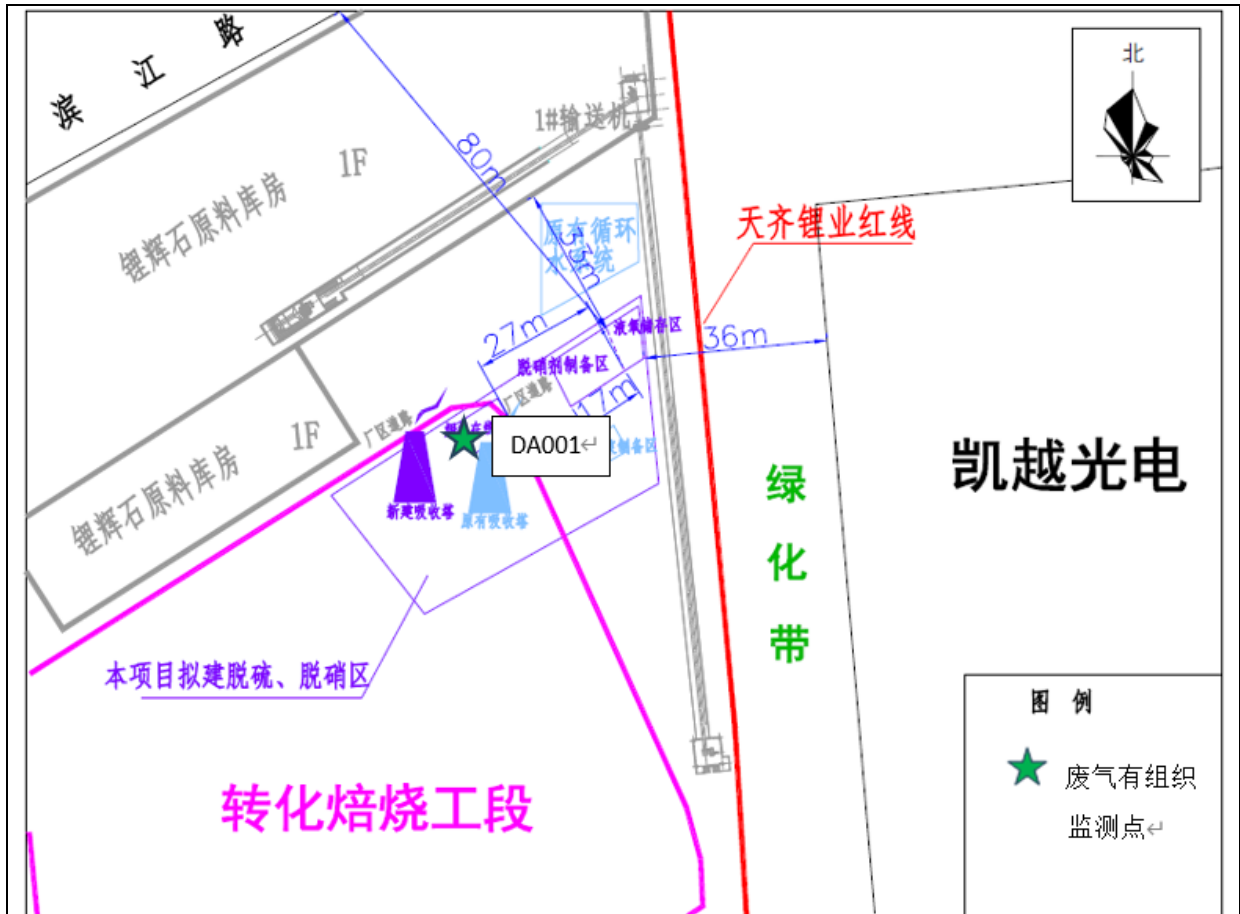 滨江路
北
1#输送机
锂辉石原料库房 1F
80m
天齐锂业红线
原有循环
水系统
35m
27m
液氧储存区
36m
脱硝剂制备区
厂区道路
17m
厂区道路
1F
DA001↵
制备区
凯越光电
锂辉石原料库房
绿化带
新建吸收塔
原有吸收塔
本项目拟建脱硫、脱硝区
图 例
废气有组织
监测点↵
转化焙烧工段